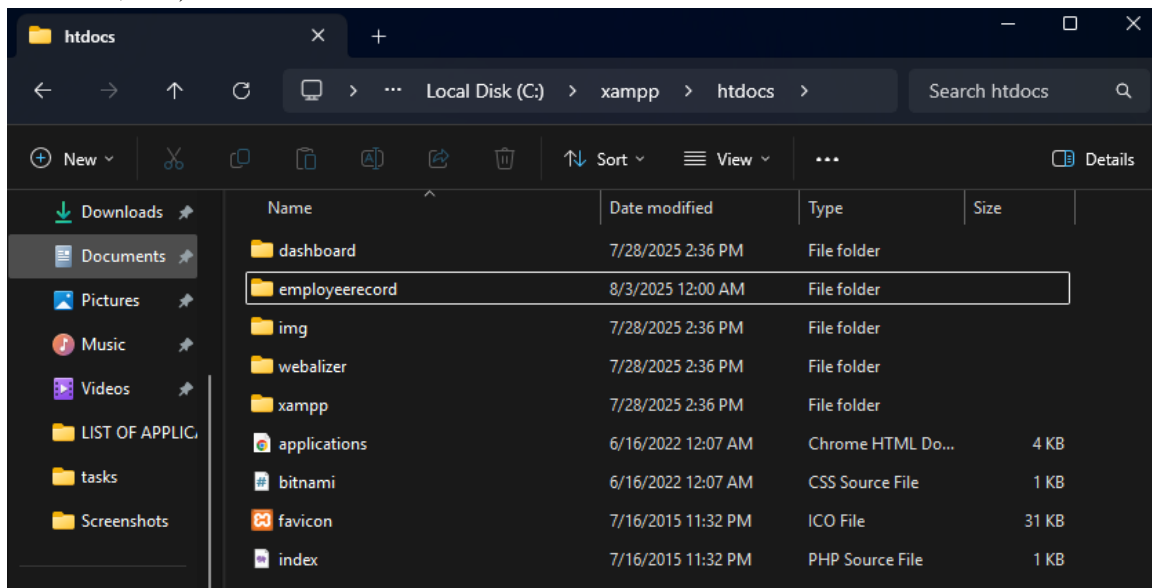 htdocs
Local Disk (C:) > xampp > htdocs >
Search htdocs
New
Sort
View
Details
Downloads
Documents
Pictures
Music
Videos
LIST OF APPLIC
tasks
Screenshots
Name Date modified Type Size
dashboard 7/28/2025 2:36 PM File folder
employeerecord 8/3/2025 12:00 AM File folder
img 7/28/2025 2:36 PM File folder
webalizer 7/28/2025 2:36 PM File folder
xampp 7/28/2025 2:36 PM File folder
applications 6/16/2022 12:07 AM Chrome HTML Do... 4 KB
bitnami 6/16/2022 12:07 AM CSS Source File 1 KB
favicon 7/16/2015 11:32 PM ICO File 31 KB
index 7/16/2015 11:32 PM PHP Source File 1 KB